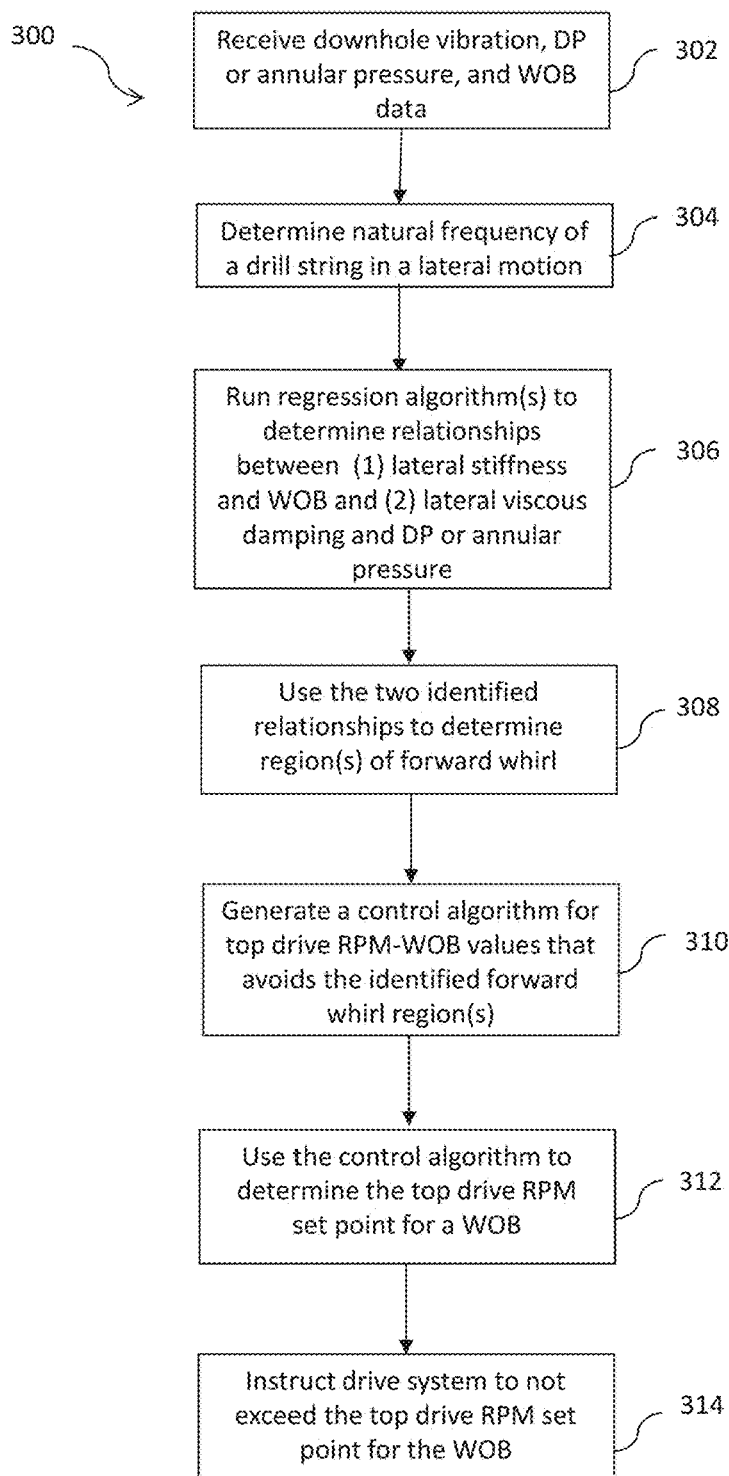 300
Receive downhole vibration, DP
or annular pressure, and WOB
data
302
Determine natural frequency of
a drill string in a lateral motion
304
Run regression algorithm(s) to
determine relationships
between (1) lateral stiffness
and WOB and (2) lateral viscous
damping and DP or annular
pressure
306
Use the two identified
relationships to determine
region(s) of forward whirl
308
Generate a control algorithm for
top drive RPM-WOB values that
avoids the identified forward
whirl region(s)
310
Use the control algorithm to
determine the top drive RPM
set point for a WOB
312
Instruct drive system to not
exceed the top drive RPM set
point for the WOB
314